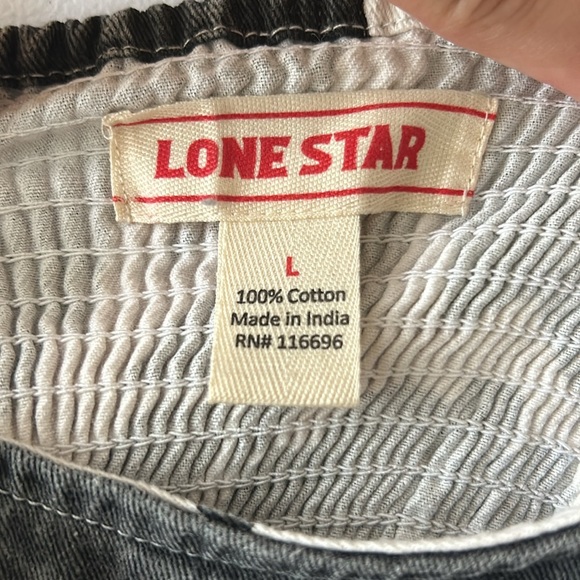 LONE STAR
L
100% Cotton
Made in India
RN# 116696